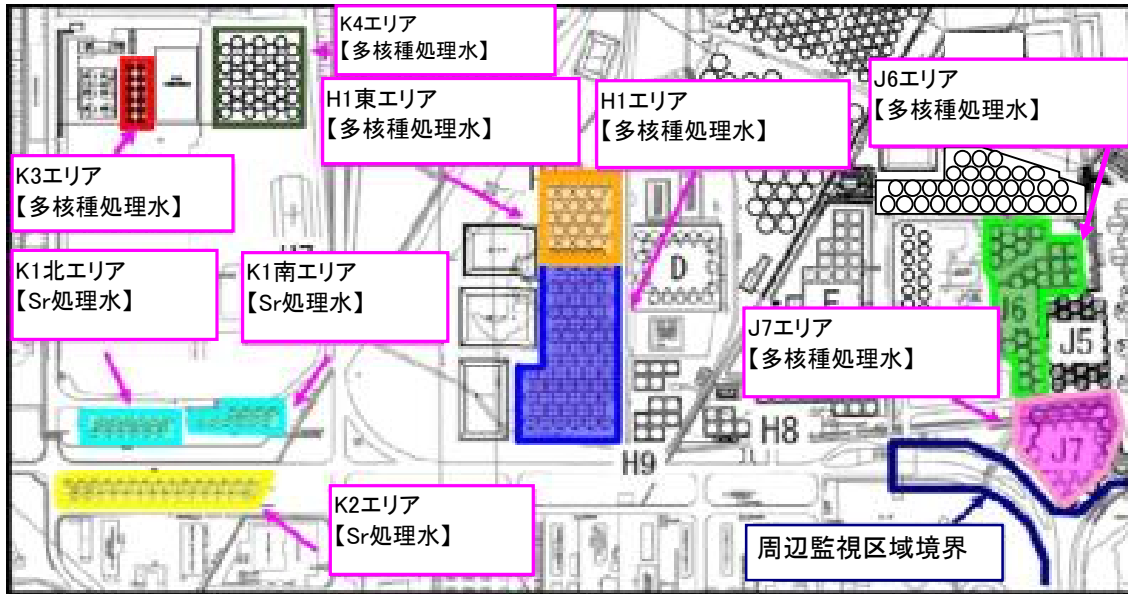 K4エリア
【多核種処理水】
H1東エリア
【多核種処理水】
H1エリア
【多核種処理水】
J6エリア
【多核種処理水】
K3エリア
【多核種処理水】
K1北エリア
【Sr処理水】
K1南エリア
【Sr処理水】
D
J6
J5
J7エリア
【多核種処理水】
J7
H8
H9
K2エリア
【Sr処理水】
周辺監視区域境界